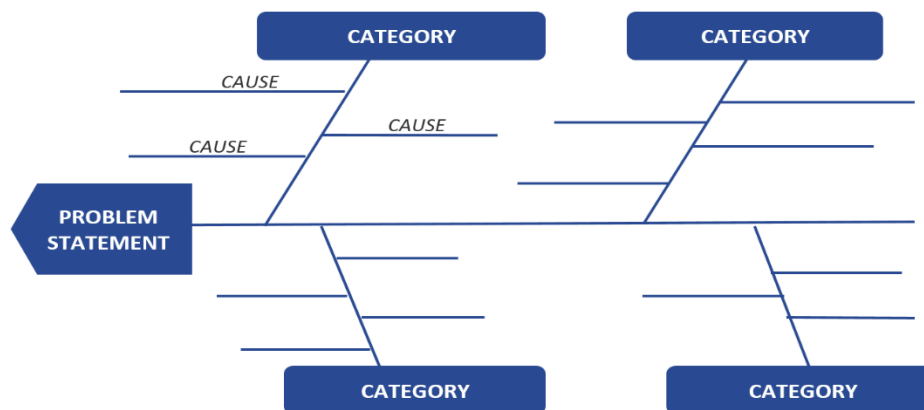 CATEGORY
CATEGORY
CAUSE
CAUSE
CAUSE
PROBLEM
STATEMENT
CATEGORY
CATEGORY